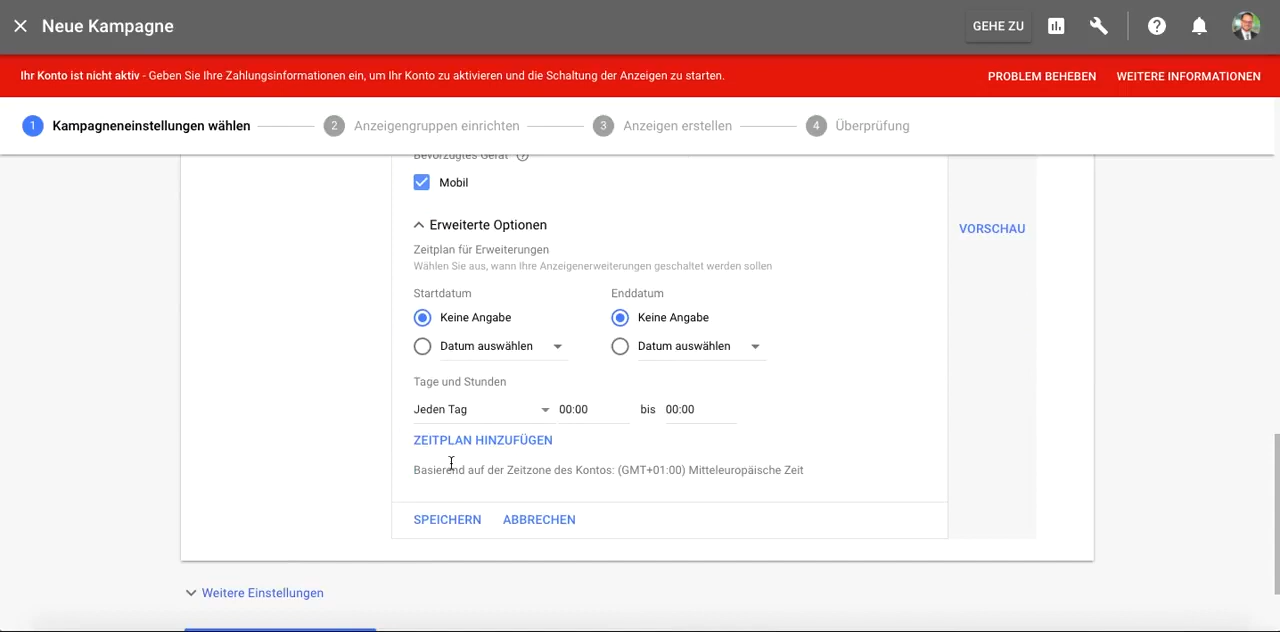 Neue Kampagne
GEHE ZU
Ihr Konto ist nicht aktiv - Geben Sie Ihre Zahlungsinformationen ein, um Ihr Konto zu aktivieren und die Schaltung der Anzeigen zu starten.
PROBLEM BEHEBEN
WEITERE INFORMATIONEN
1 Kampagneneinstellungen wählen
2 Anzeigengruppen einrichten
3 Anzeigen erstellen
4 Überprüfung
Bevorzugtes Gerät
Mobil
Erweiterte Optionen
VORSCHAU
Zeitplan für Erweiterungen
Wählen Sie aus, wann Ihre Anzeigenerweiterungen geschaltet werden sollen
Startdatum
Enddatum
Keine Angabe
Keine Angabe
Datum auswählen
Datum auswählen
Tage und Stunden
Jeden Tag
00:00
bis
00:00
ZEITPLAN HINZUFÜGEN
Basierend auf der Zeitzone des Kontos: (GMT+01:00) Mitteleuropäische Zeit
SPEICHERN
ABBRECHEN
Weitere Einstellungen